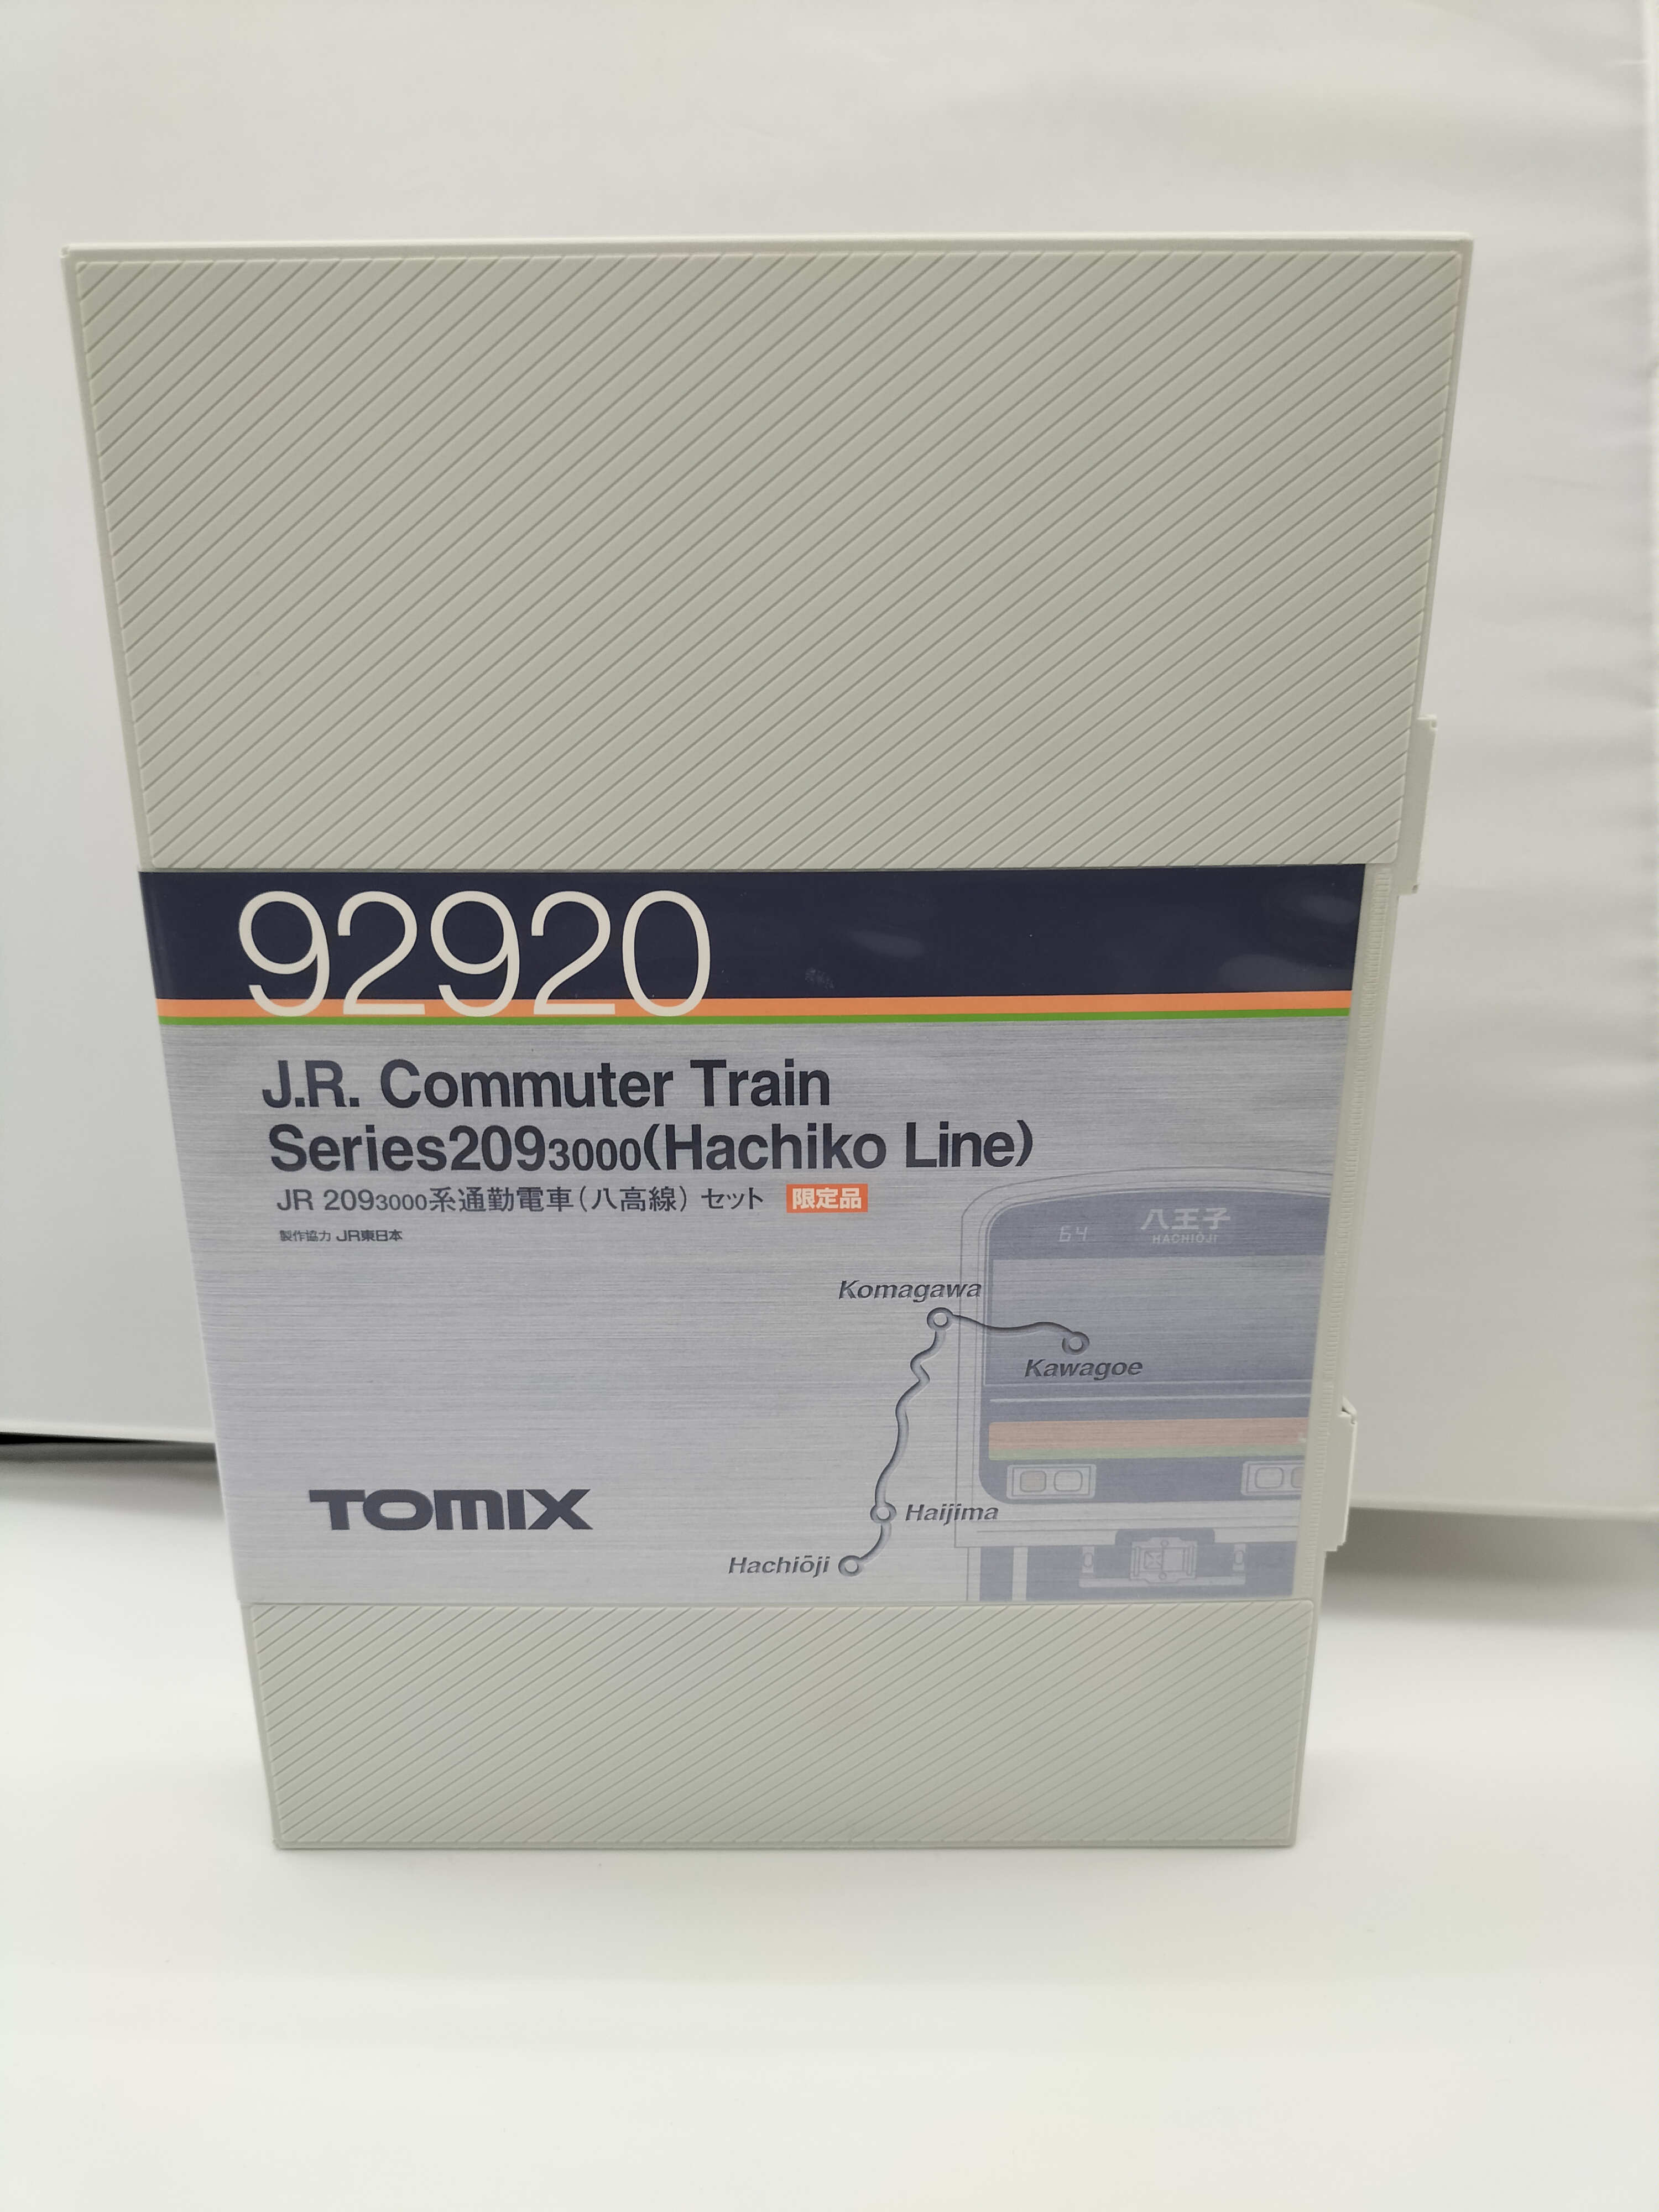 92920
J.R. Commuter Train
Series2093000(Hachiko Line)
JR 2093000系通勤電車(八高線) セット 限定品
製作協力 JR東日本
64 八王子
HACHIŌJI
Komagawa
Kawagoe
Haijima
TOMIX
Hachiōji